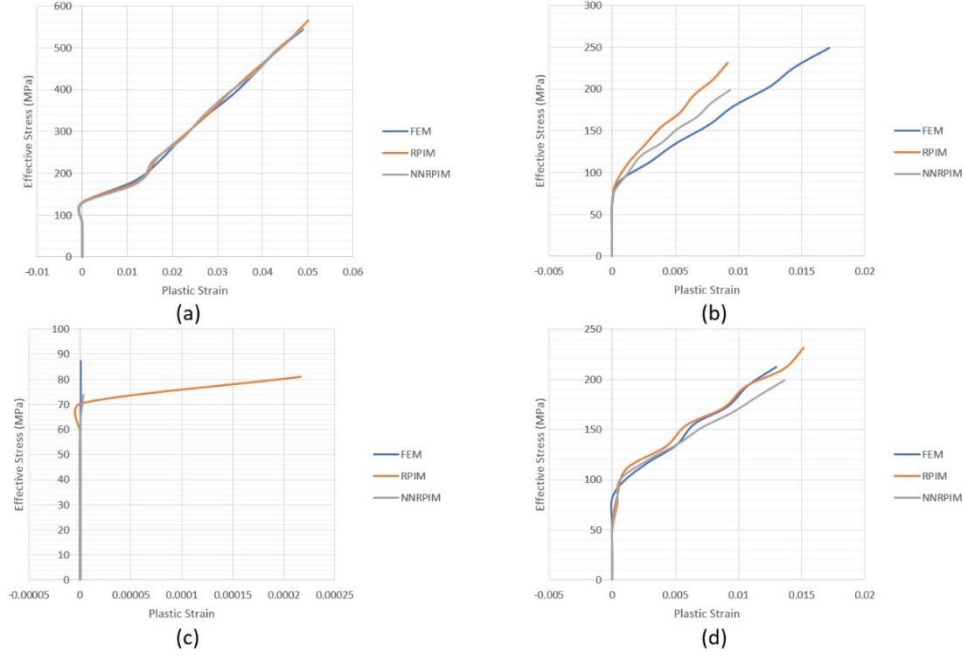 600
500
400
300
200
100
0
Effective Stress (MPa)
-0.01 0 0.01 0.02 0.03 0.04 0.05 0.06
Plastic Strain
FEM
RPIM
NNRPIM
(a)
300
250
200
150
100
50
0
Effective Stress (MPa)
-0.005 0 0.005 0.01 0.015 0.02
Plastic Strain
FEM
RPIM
NNRPIM
(b)
100
90
80
70
60
50
40
30
20
10
0
Effective Stress (MPa)
-0.00005 0 0.00005 0.0001 0.00015 0.0002 0.00025
Plastic Strain
FEM
RPIM
NNRPIM
(c)
250
200
150
100
50
0
Effective Stress (MPa)
-0.005 0 0.005 0.01 0.015 0.02
Plastic Strain
FEM
RPIM
NNRPIM
(d)